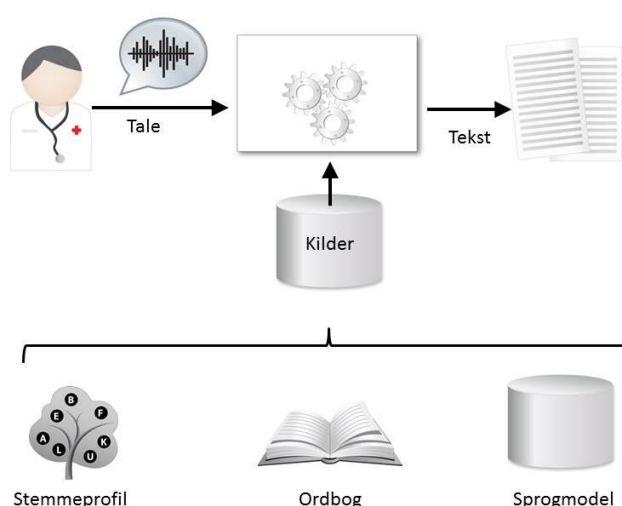 Tale
Tekst
Kilder
B
E
F
A
L
K
U
Stemmeprofil
Ordbog
Sprogmodel